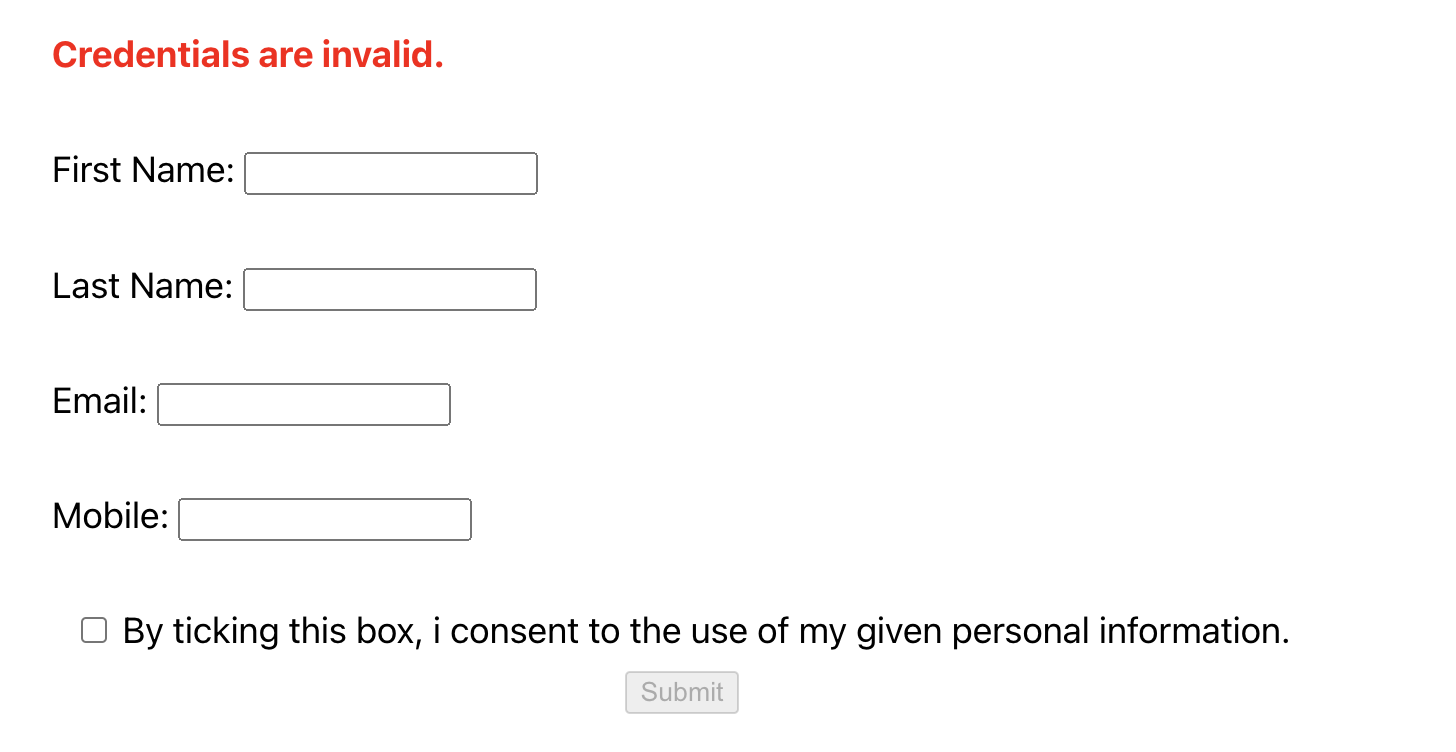 Credentials are invalid.
First Name:
Last Name:
Email:
Mobile:
By ticking this box, i consent to the use of my given personal information.
Submit